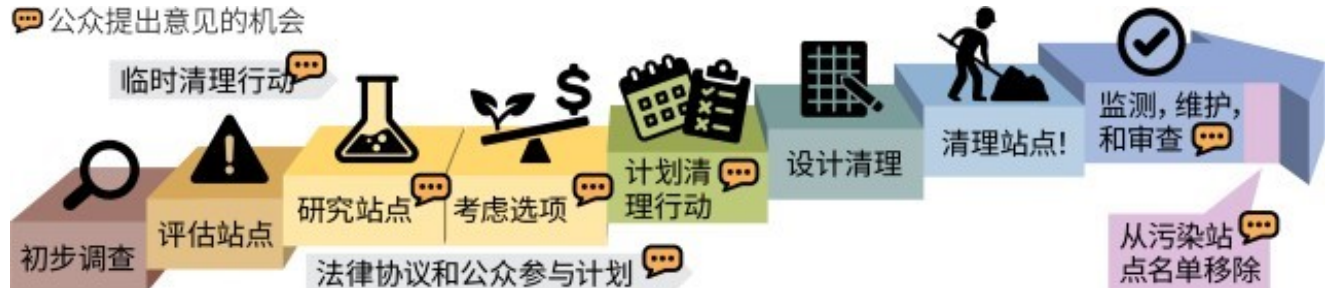 公众提出意见的机会
临时清理行动
初步调查
评估站点
研究站点
考虑选项
法律协议和公众参与计划
计划清
理行动
设计清理
清理站点!
监测,维护,
和审查
从污染站
点名单移除